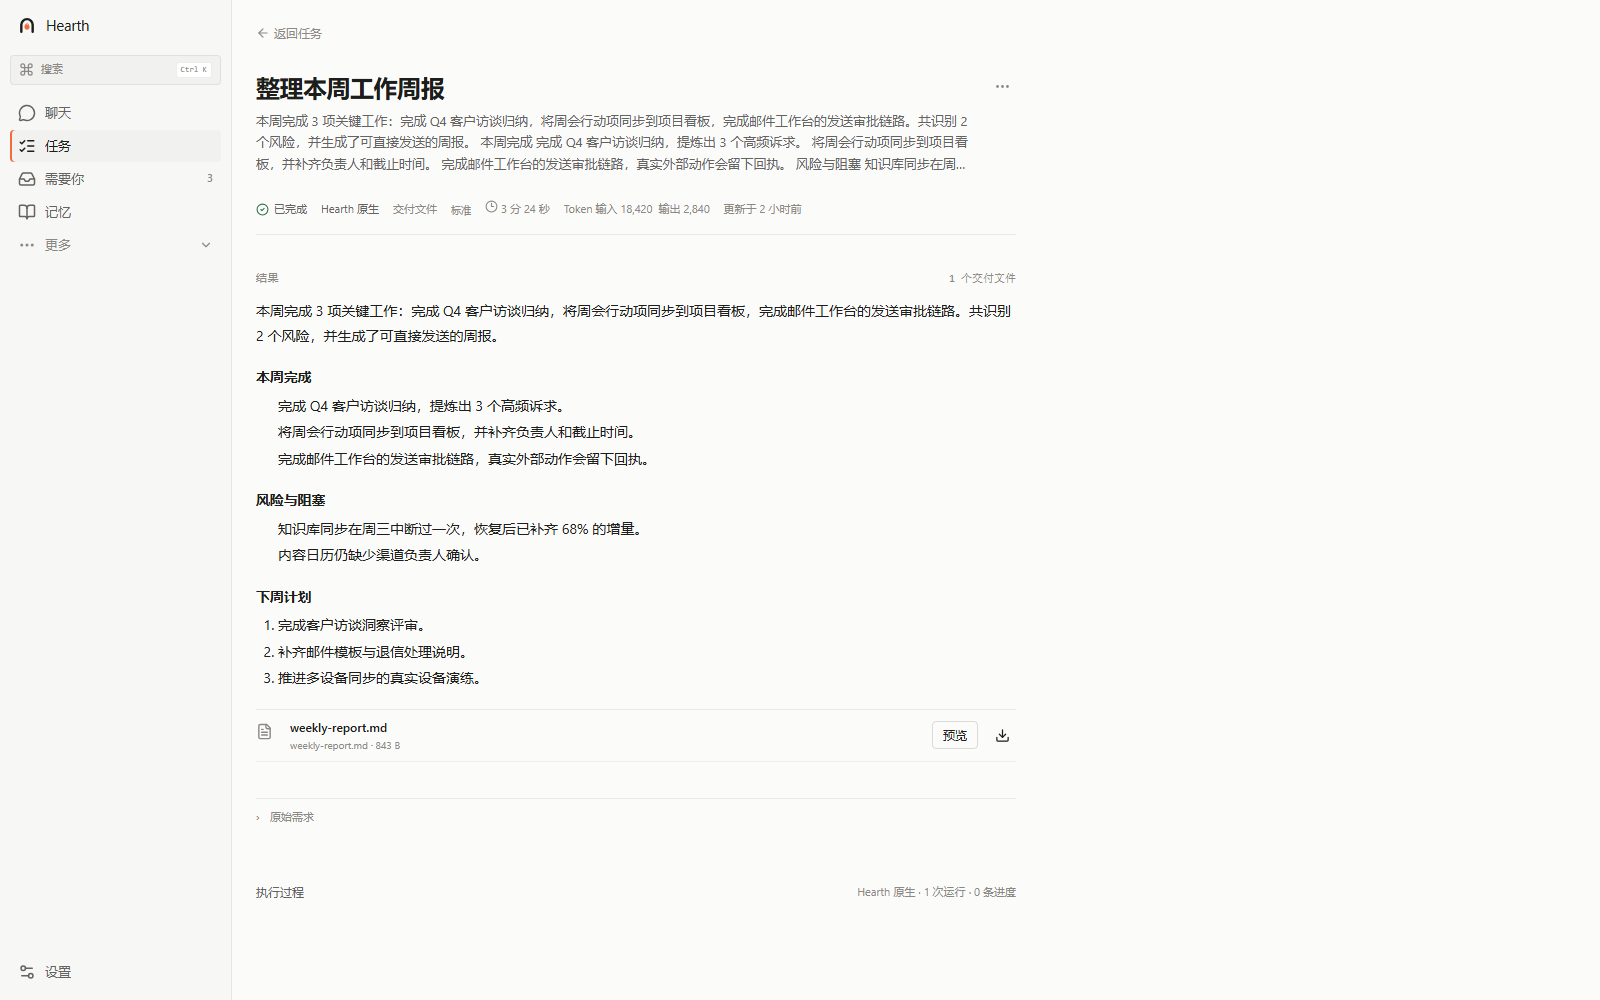 Hearth
搜索
Ctrl K
聊天
任务
需要你
3
记忆
更多
设置
返回任务
整理本周工作周报
本周完成 3 项关键工作：完成 Q4 客户访谈归纳，将周会行动项同步到项目看板，完成邮件工作台的发送审批链路。共识别 2
个风险，并生成了可直接发送的周报。 本周完成 完成 Q4 客户访谈归纳，提炼出 3 个高频诉求。 将周会行动项同步到项目看
板，并补齐负责人和截止时间。 完成邮件工作台的发送审批链路，真实外部动作会留下回执。 风险与阻塞 知识库同步在周...
已完成 Hearth 原生 交付文件 标准 3 分 24 秒 Token 输入 18,420 输出 2,840 更新于 2 小时前
结果
1 个交付文件
本周完成 3 项关键工作：完成 Q4 客户访谈归纳，将周会行动项同步到项目看板，完成邮件工作台的发送审批链路。共识别
2 个风险，并生成了可直接发送的周报。
本周完成
完成 Q4 客户访谈归纳，提炼出 3 个高频诉求。
将周会行动项同步到项目看板，并补齐负责人和截止时间。
完成邮件工作台的发送审批链路，真实外部动作会留下回执。
风险与阻塞
知识库同步在周三中断过一次，恢复后已补齐 68% 的增量。
内容日历仍缺少渠道负责人确认。
下周计划
1. 完成客户访谈洞察评审。
2. 补齐邮件模板与退信处理说明。
3. 推进多设备同步的真实设备演练。
weekly-report.md
weekly-report.md · 843 B
预览
› 原始需求
执行过程
Hearth 原生 · 1 次运行 · 0 条进度